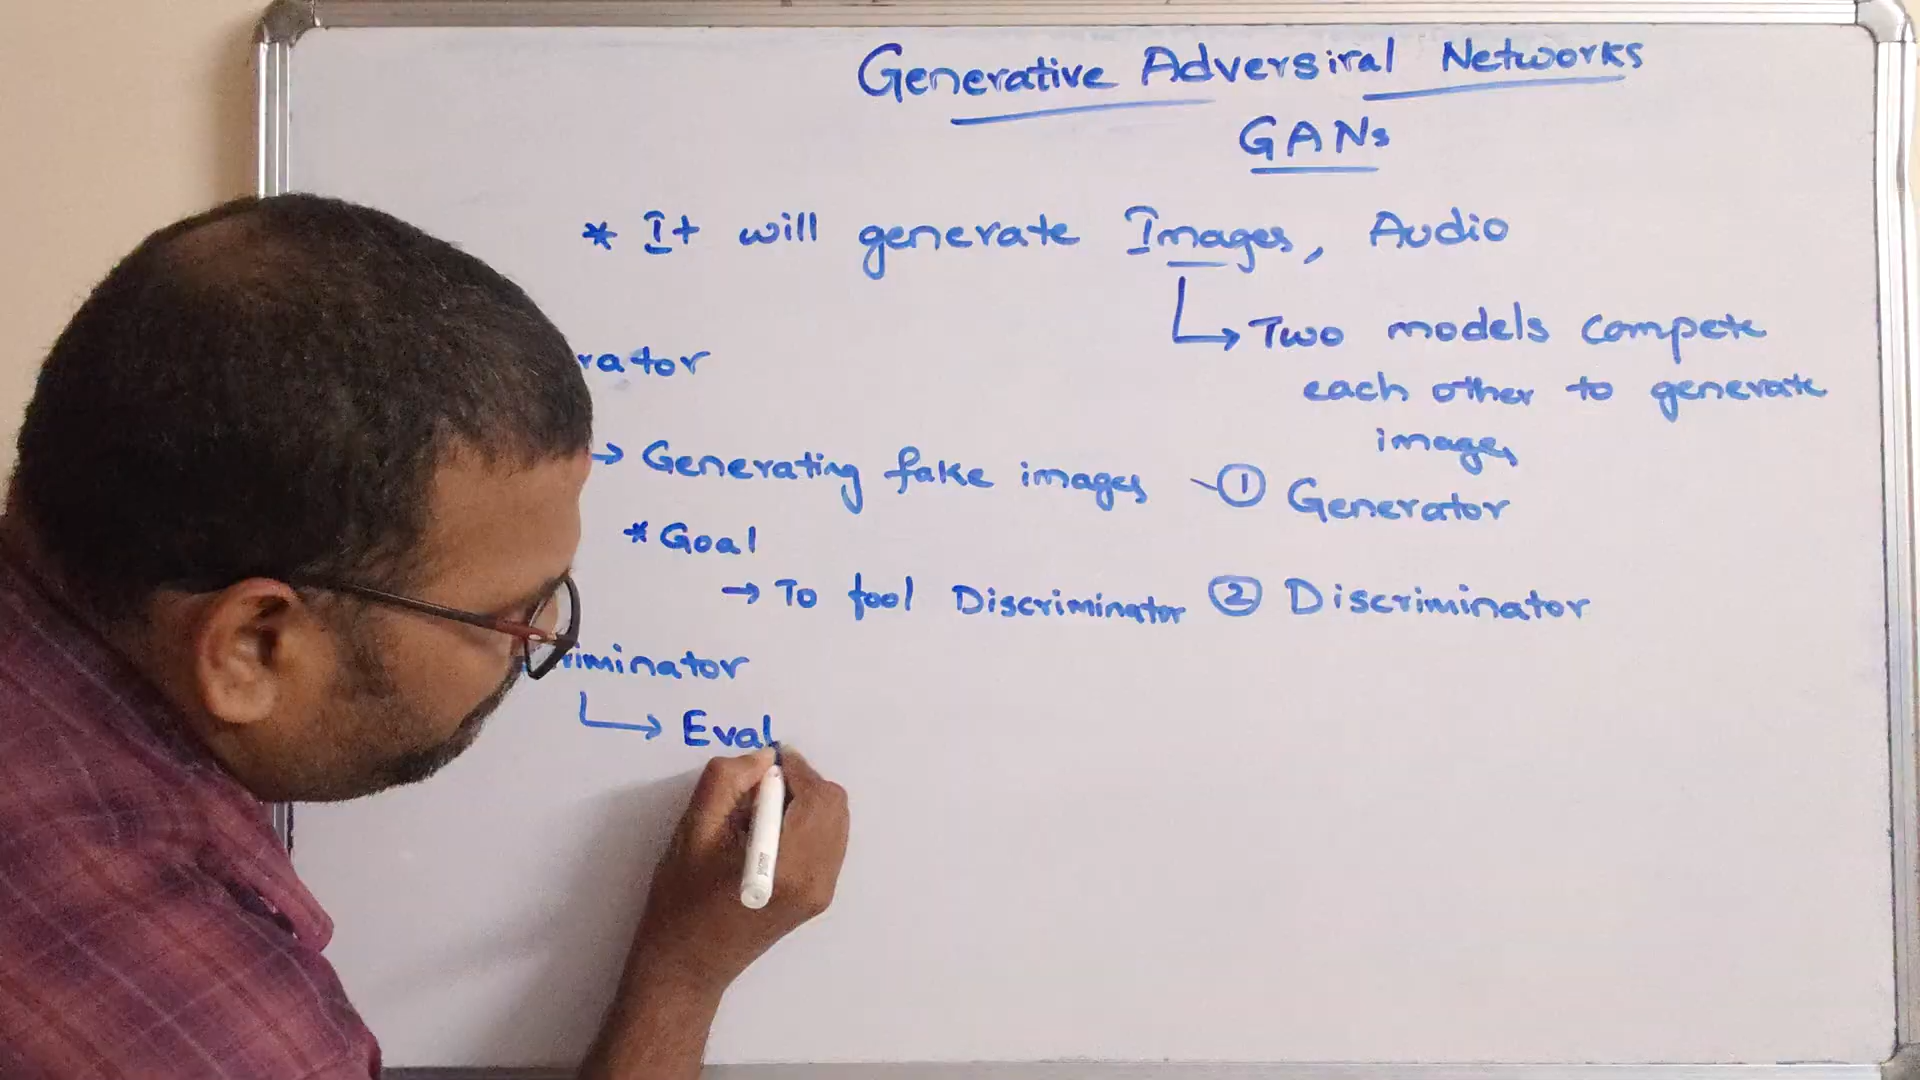 Generative Adversiral Networks
GANs
* It will generate Images, Audio
↳ Two models compete
each other to generate
images
rator
→ Generating fake images
① Generator
* Goal
→ To fool Discriminator
② Discriminator
riminator
↳ Eval